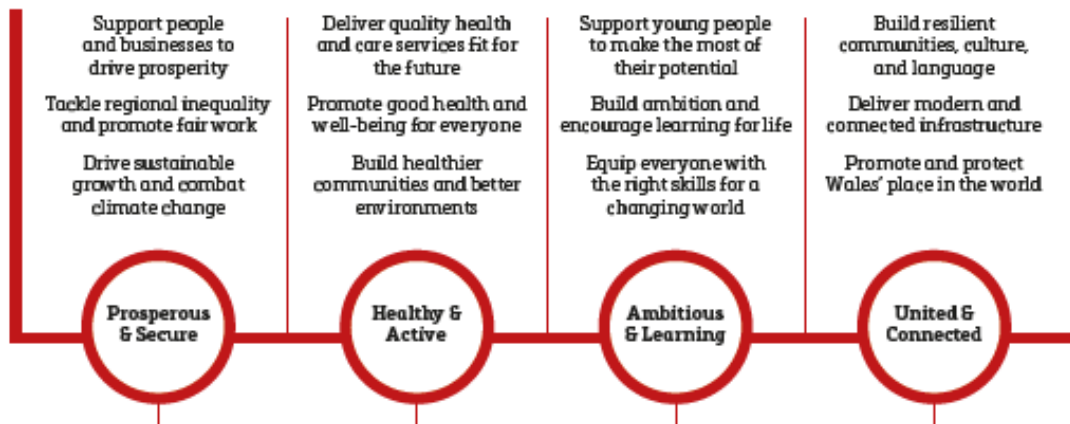 Support people
and businesses to
drive prosperity
Tackle regional inequality
and promote fair work
Drive sustainable
growth and combat
climate change
Prosperous
& Secure
Deliver quality health
and care services fit for
the future
Promote good health and
well-being for everyone
Build healthier
communities and better
environments
Healthy &
Active
Support young people
to make the most of
their potential
Build ambition and
encourage learning for life
Equip everyone with
the right skills for a
changing world
Ambitious
& Learning
Build resilient
communities, culture,
and language
Deliver modern and
connected infrastructure
Promote and protect
Wales’ place in the world
United &
Connected